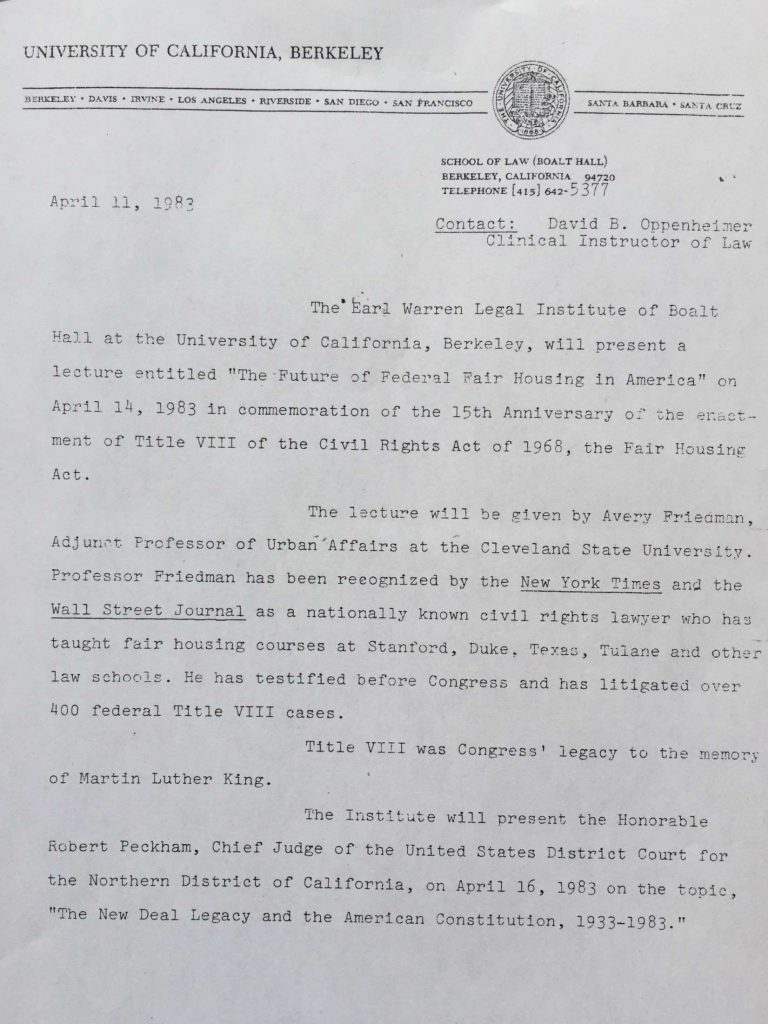 UNIVERSITY OF CALIFORNIA, BERKELEY
BERKELEY • DAVIS • IRVINE • LOS ANGELES • RIVERSIDE • SAN DIEGO • SAN FRANCISCO
SANTA BARBARA • SANTA CRUZ
THE UNIVERSITY OF CALIFORNIA 1868
SCHOOL OF LAW (BOALT HALL)
BERKELEY, CALIFORNIA 94720
TELEPHONE [415] 642-5377
April 11, 1983
Contact: David B. Oppenheimer
Clinical Instructor of Law
The Earl Warren Legal Institute of Boalt
Hall at the University of California, Berkeley, will present a
lecture entitled "The Future of Federal Fair Housing in America" on
April 14, 1983 in commemoration of the 15th Anniversary of the enact-
ment of Title VIII of the Civil Rights Act of 1968, the Fair Housing
Act.
The lecture will be given by Avery Friedman,
Adjunct Professor of Urban Affairs at the Cleveland State University.
Professor Friedman has been recognized by the New York Times and the
Wall Street Journal as a nationally known civil rights lawyer who has
taught fair housing courses at Stanford, Duke, Texas, Tulane and other
law schools. He has testified before Congress and has litigated over
400 federal Title VIII cases.
Title VIII was Congress' legacy to the memory
of Martin Luther King.
The Institute will present the Honorable
Robert Peckham, Chief Judge of the United States District Court for
the Northern District of California, on April 16, 1983 on the topic,
"The New Deal Legacy and the American Constitution, 1933-1983."